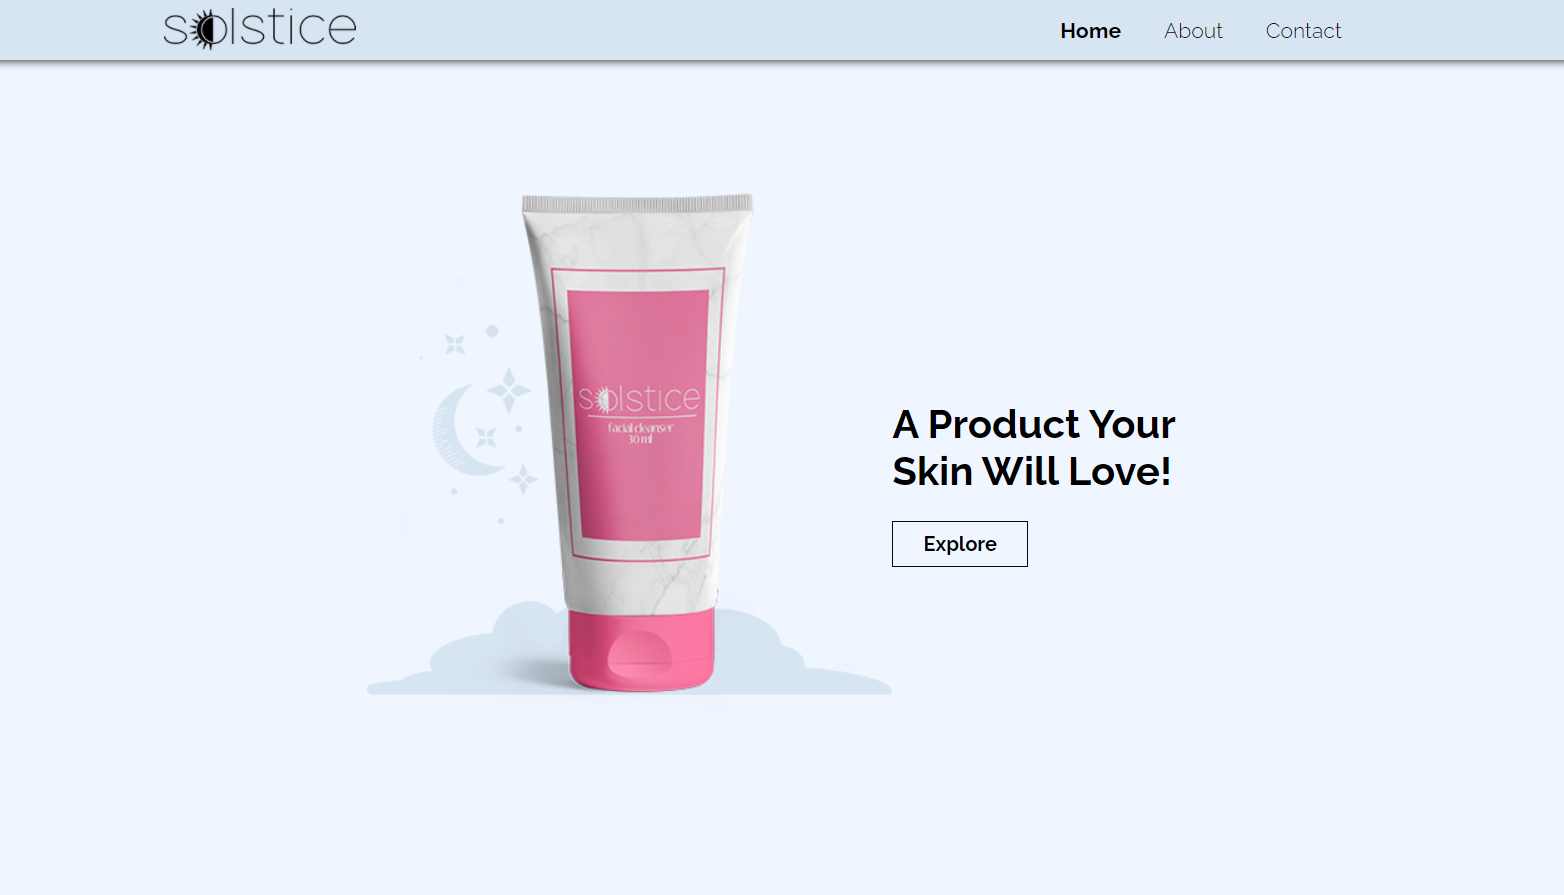 solstice
Home About Contact
solstice
facial cleanser
30 ml
A Product Your
Skin Will Love!
Explore